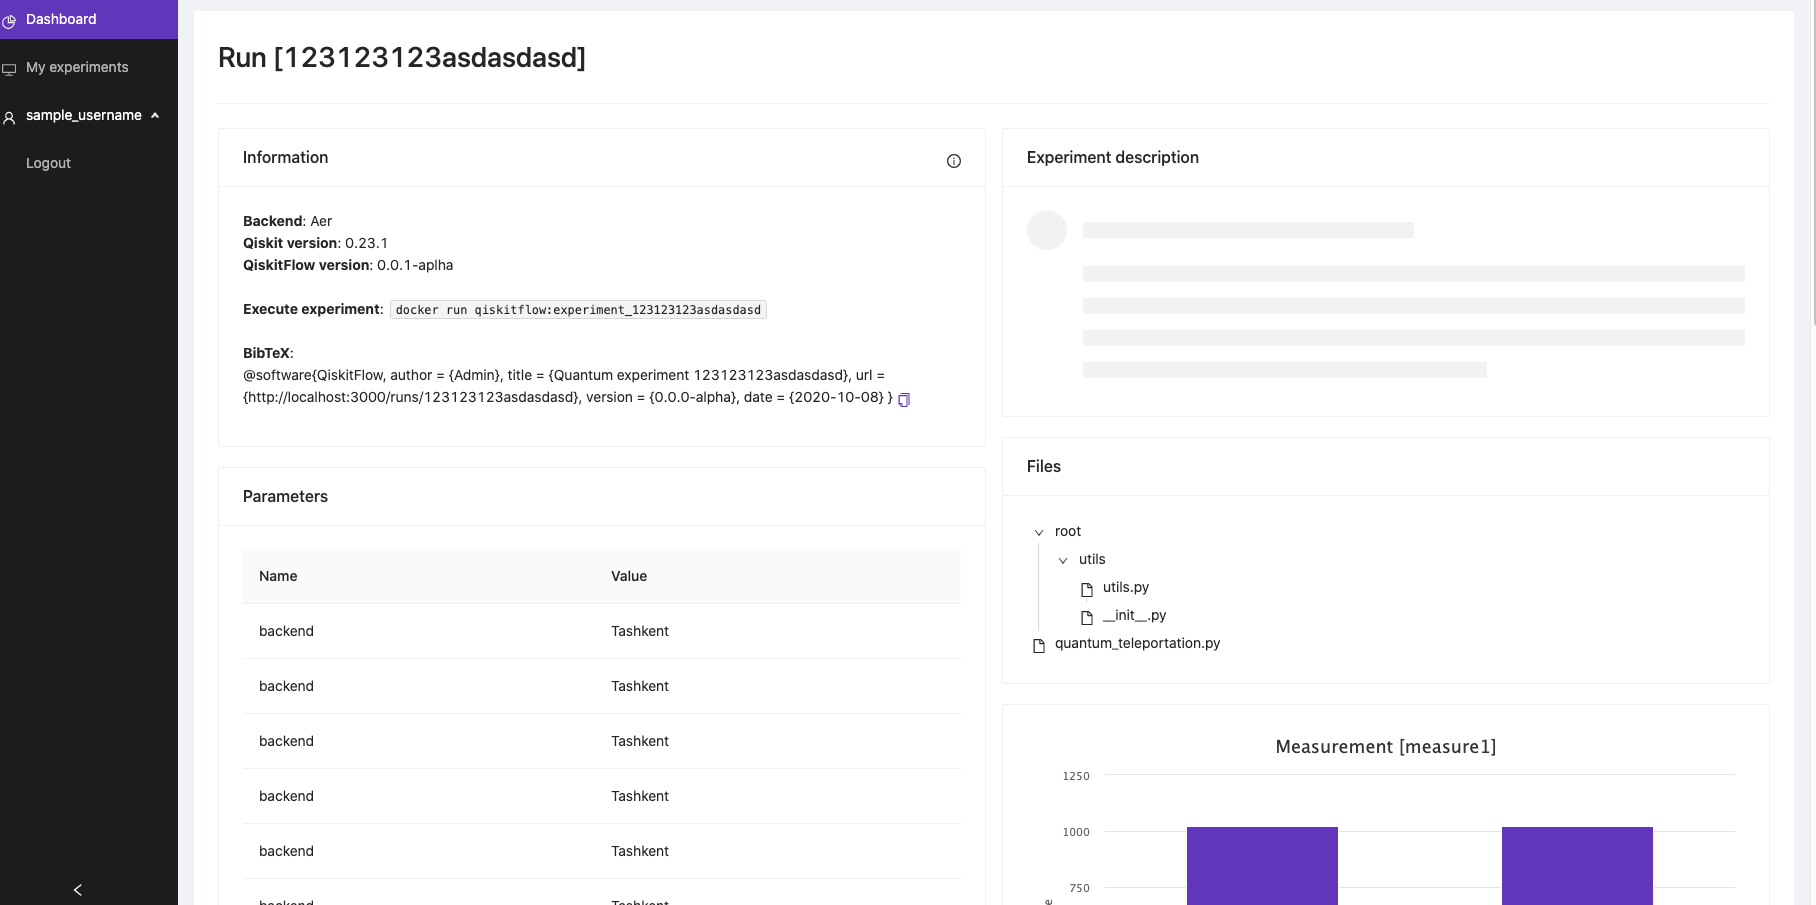 Dashboard
My experiments
sample_username
Logout
Run [123123123asdasdasd]
Information
Backend: Aer
Qiskit version: 0.23.1
QiskitFlow version: 0.0.1-aplha
Execute experiment: docker run qiskitflow:experiment_123123123asdasdasd
BibTeX:
@software{QiskitFlow, author = {Admin}, title = {Quantum experiment 123123123asdasdasd}, url =
{http://localhost:3000/runs/123123123asdasdasd}, version = {0.0.0-alpha}, date = {2020-10-08} }
Parameters
Name Value
backend Tashkent
backend Tashkent
backend Tashkent
backend Tashkent
backend Tashkent
backend Tashkent
Experiment description
Files
root
utils
utils.py
__init__.py
quantum_teleportation.py
Measurement [measure1]
1250
1000
750